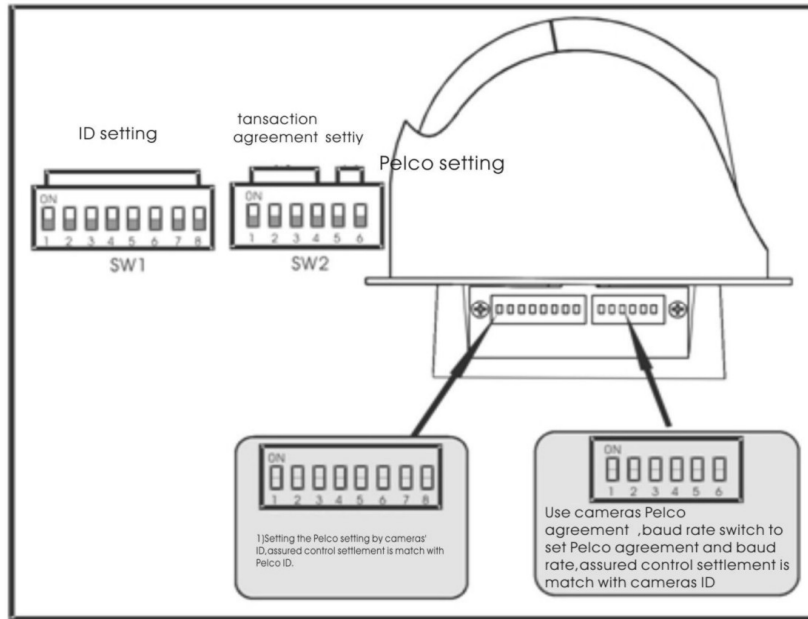 ID setting
tansaction
agreement settiy
Pelco setting
ON
1 2 3 4 5 6 7 8
SW1
ON
1 2 3 4 5 6
SW2
ON
1 2 3 4 5 6 7 8
1)Setting the Pelco setting by cameras'
ID,assured control settlement is match with
Pelco ID.
ON
1 2 3 4 5 6
Use cameras Pelco
agreement ,baud rate switch to
set Pelco agreement and baud
rate,assured control settlement is
match with cameras ID